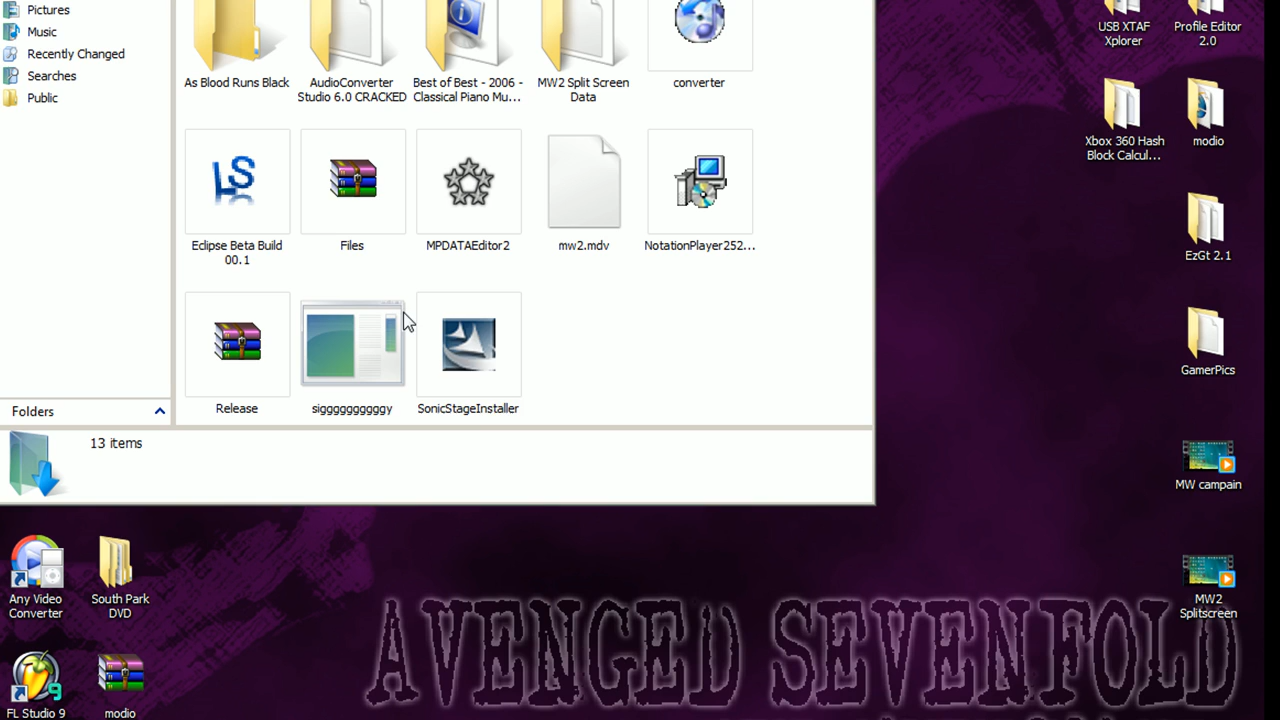 Pictures
Music
Recently Changed
Searches
Public
Folders
As Blood Runs Black
AudioConverter
Studio 6.0 CRACKED
Best of Best - 2006 -
Classical Piano Mu...
MW2 Split Screen
Data
converter
LS
Eclipse Beta Build
00.1
Files
MPDATAEditor2
mw2.mdv
NotationPlayer252...
Release
sigggggggggy
SonicStageInstaller
13 items
USB XTAF
Xplorer
Profile Editor
2.0
Xbox 360 Hash
Block Calcul...
modio
EzGt 2.1
GamerPics
MW campain
MW2
Splitscreen
Any Video
Converter
South Park
DVD
9
FL Studio 9
modio
AVENGED SEVENFOLD